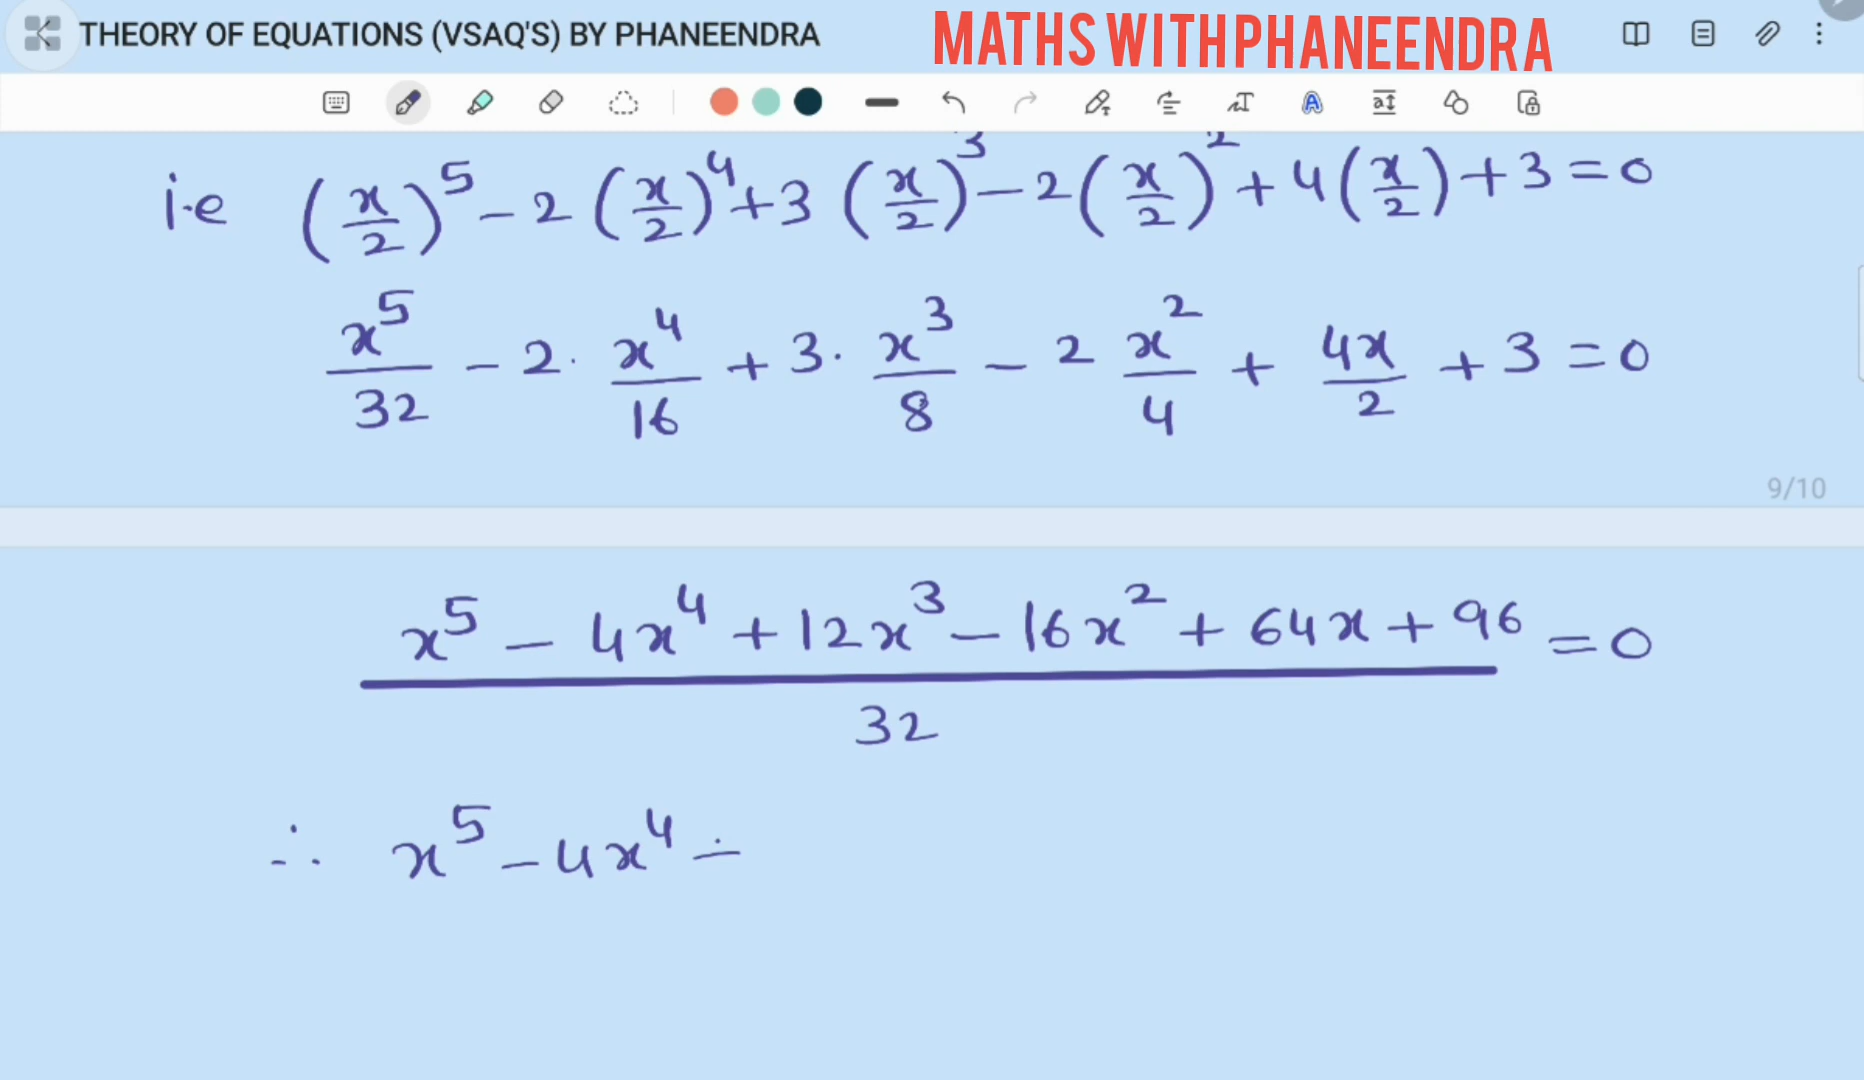 THEORY OF EQUATIONS (VSAQ'S) BY PHANEENDRA
MATHS WITH PHANEENDRA
i.e (x/2)^5 - 2(x/2)^4 + 3(x/2)^3 - 2(x/2)^2 + 4(x/2) + 3 = 0
x^5/32 - 2. x^4/16 + 3. x^3/8 - 2 x^2/4 + 4x/2 + 3 = 0
9/10
x^5 - 4x^4 + 12x^3 - 16x^2 + 64x + 96 / 32 = 0
∴ x^5 - 4x^4 -